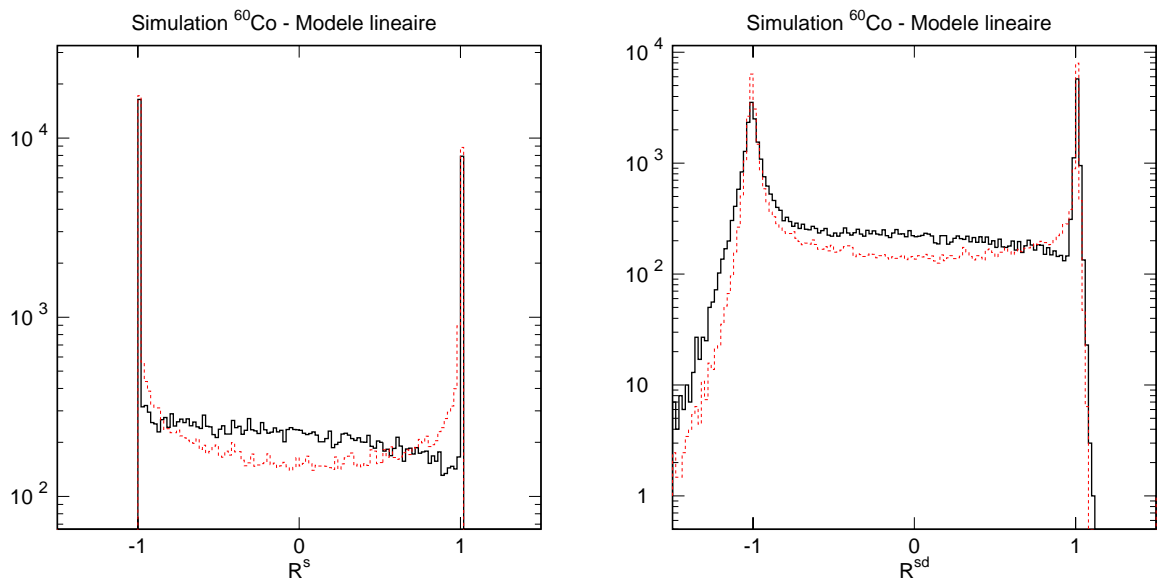 Simulation ⁶⁰Co - Modele lineaire
10⁴
10³
10²
-1 0 1
Rˢ
Simulation ⁶⁰Co - Modele lineaire
10⁴
10³
10²
10
1
-1 0 1
Rˢᵈ